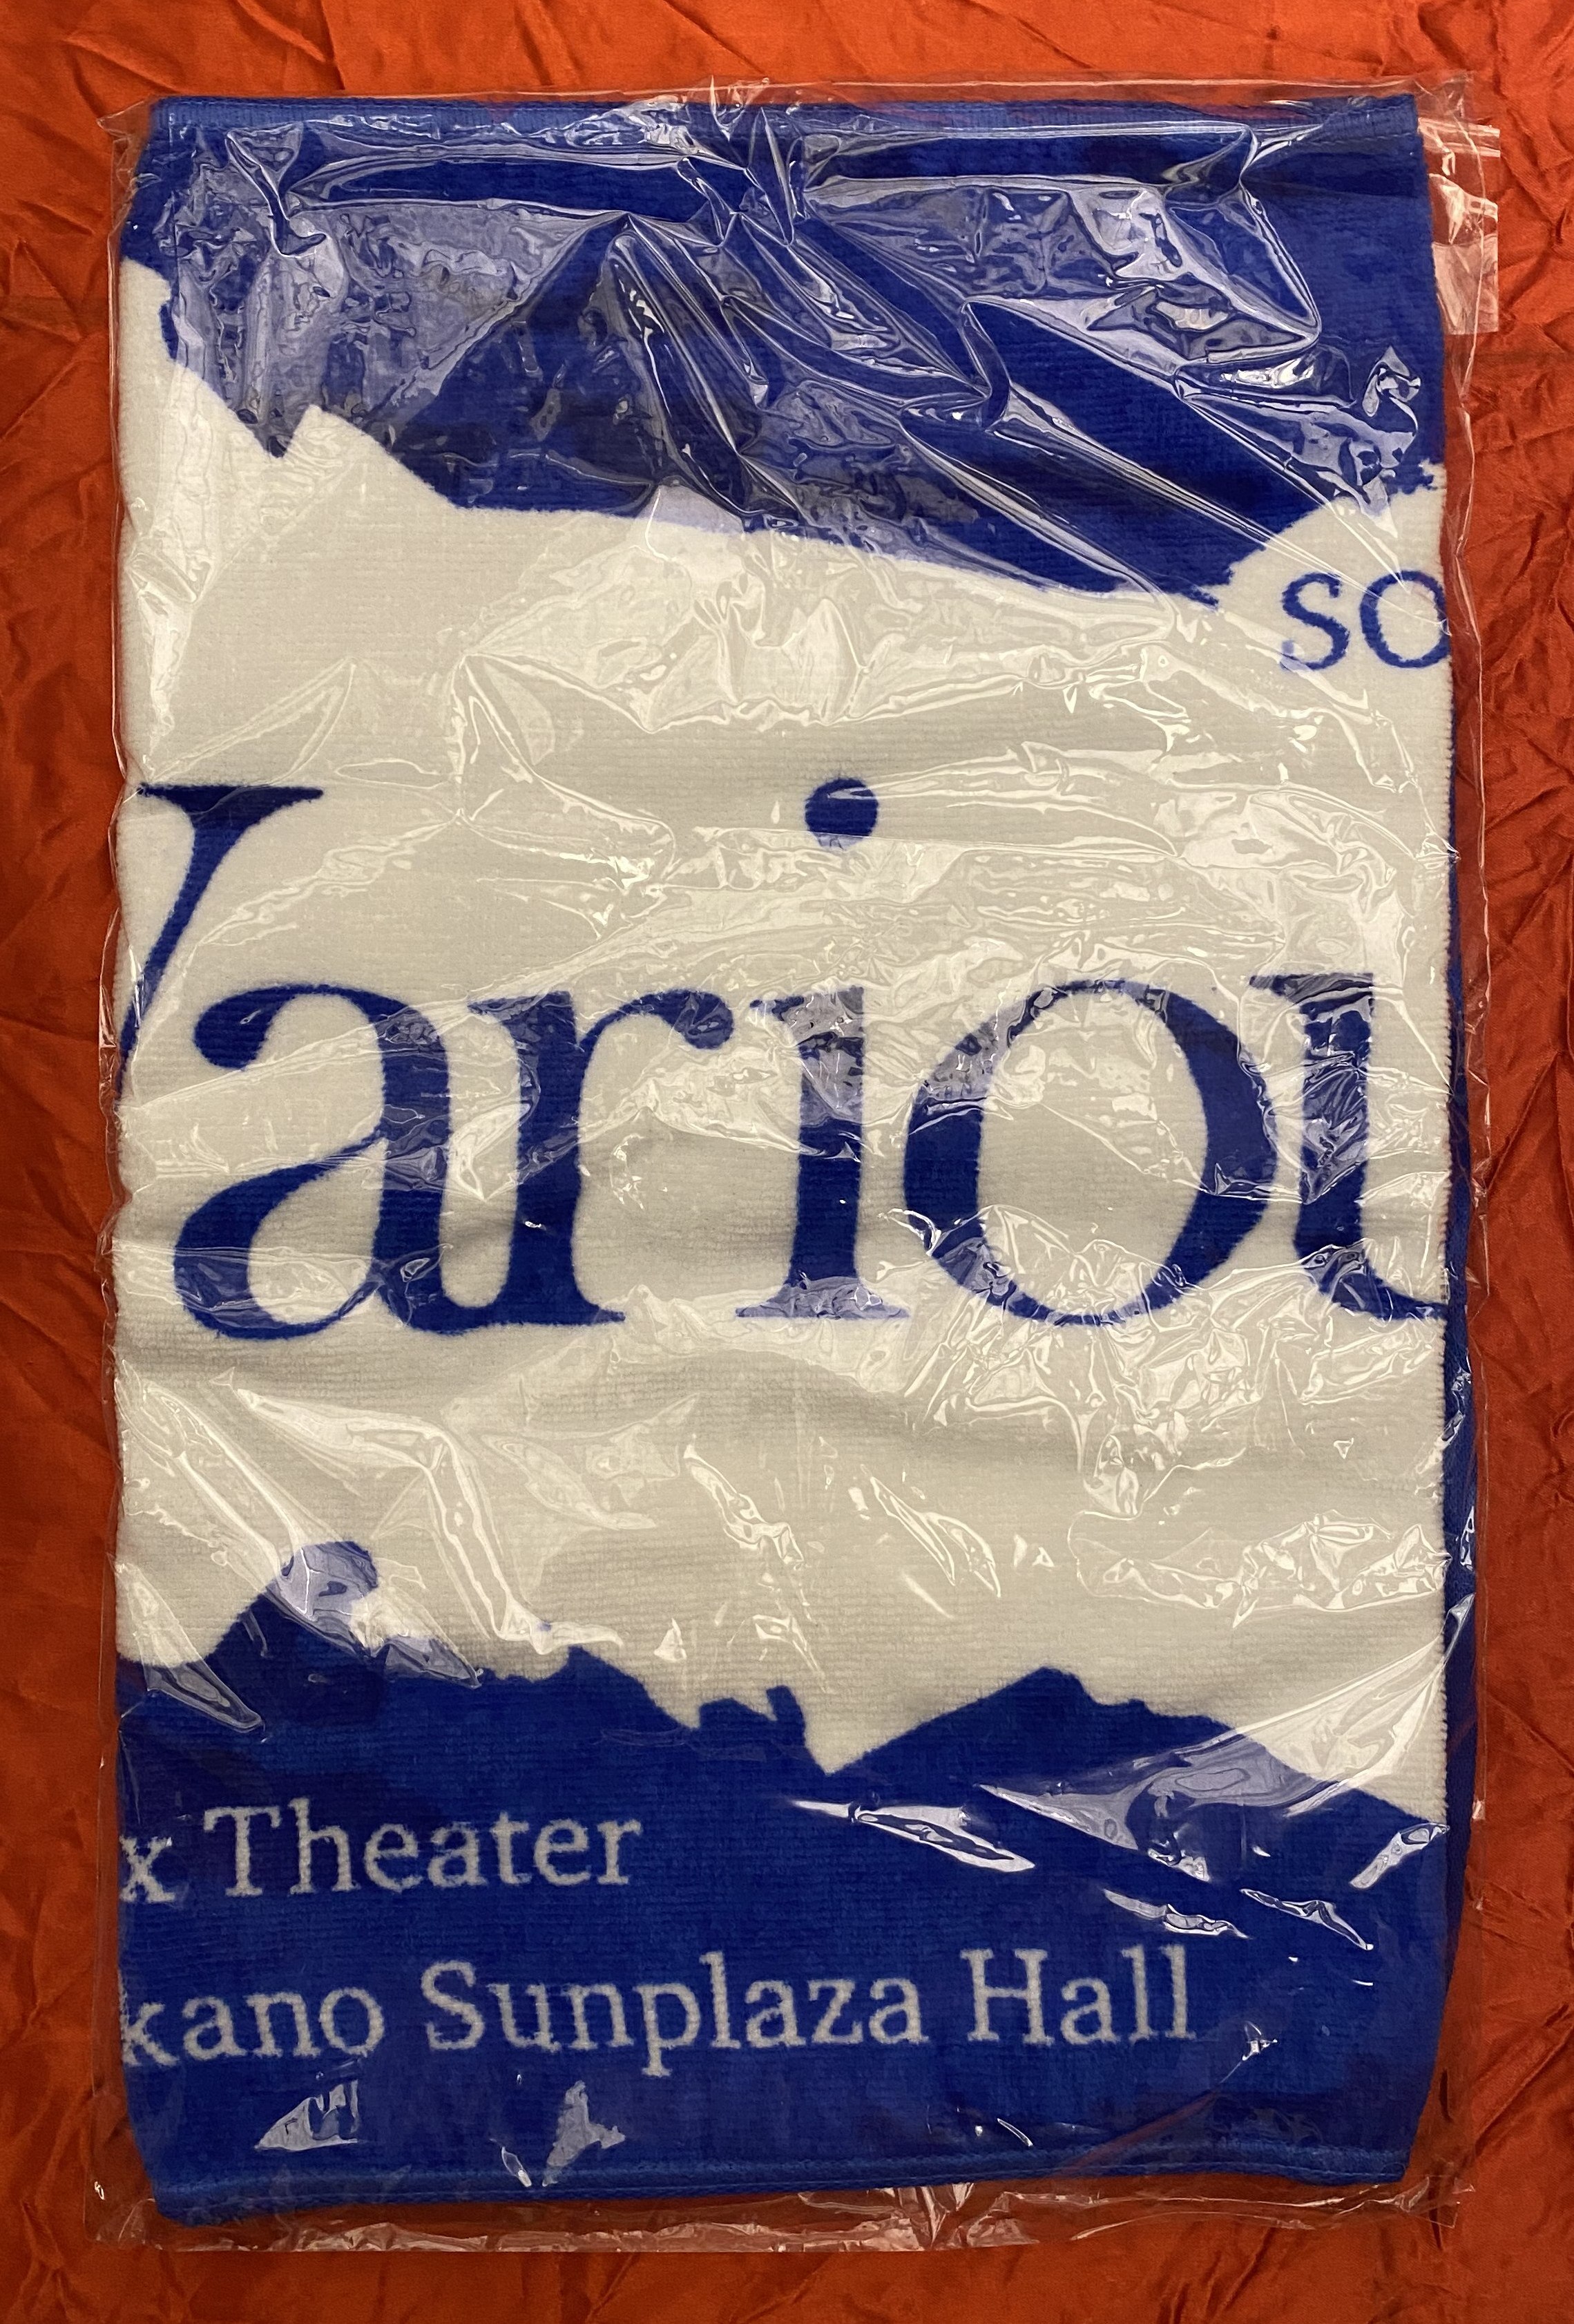 so
Variou
x Theater
kano Sunplaza Hall